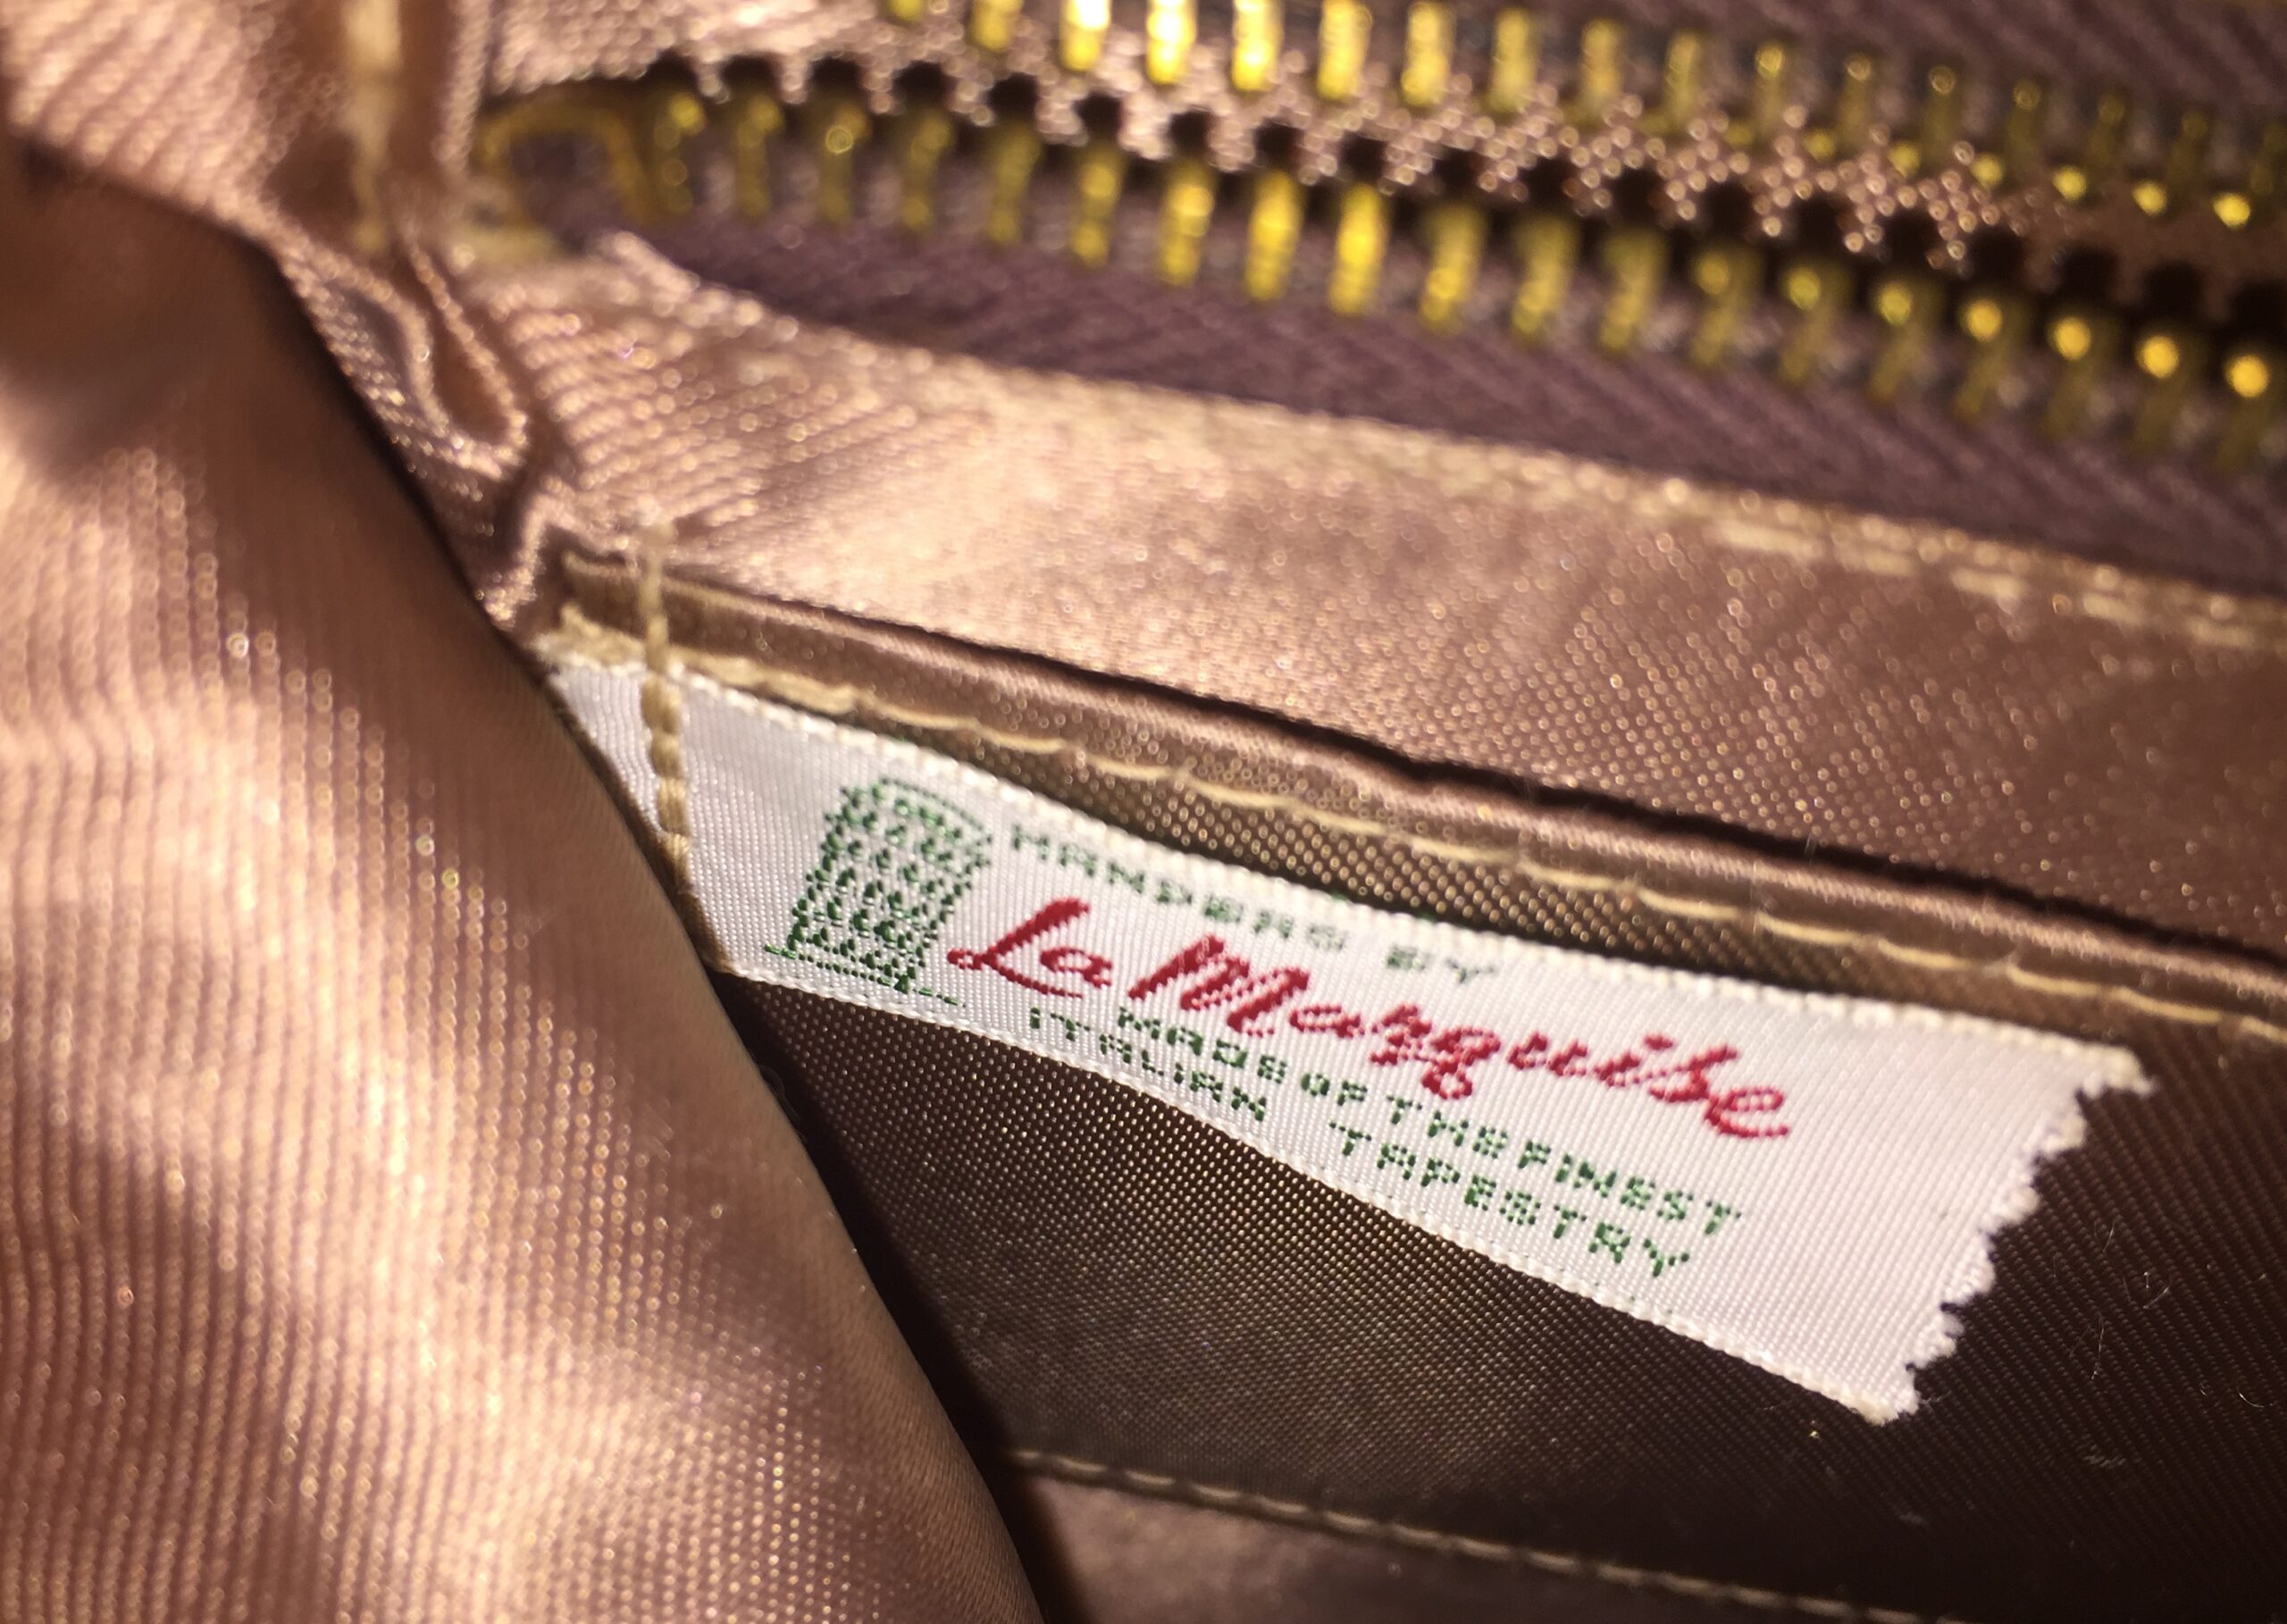 HANDBAGS BY
La Marquise
MADE OF THE FINEST
ITALIAN TAPESTRY